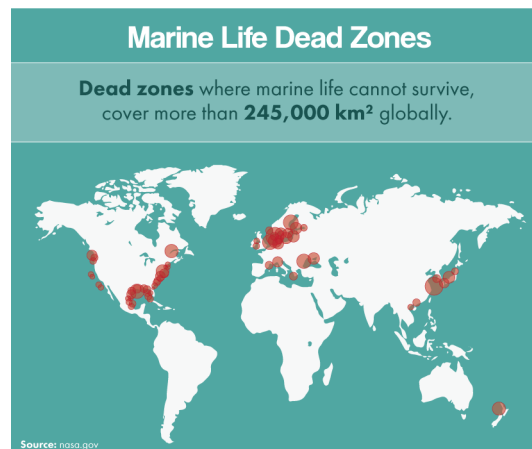 Marine Life Dead Zones
Dead zones where marine life cannot survive,
cover more than 245,000 km² globally.
Source: nasa.gov